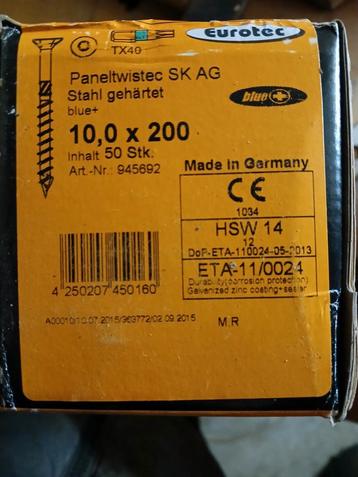 TX40
Eurotec
Paneltwistec SK AG
Stahl gehärtet
blue+
blue
10,0 x 200
Inhalt 50 Stk.
Art.-Nr.: 945692
Made in Germany
CE
1034
HSW 14
12
DoP-ETA-110024-05-2013
ETA-11/0024
Durability(corrosion protection)
Galvanized zinc coating+sealer
4 250207 450160
M.R